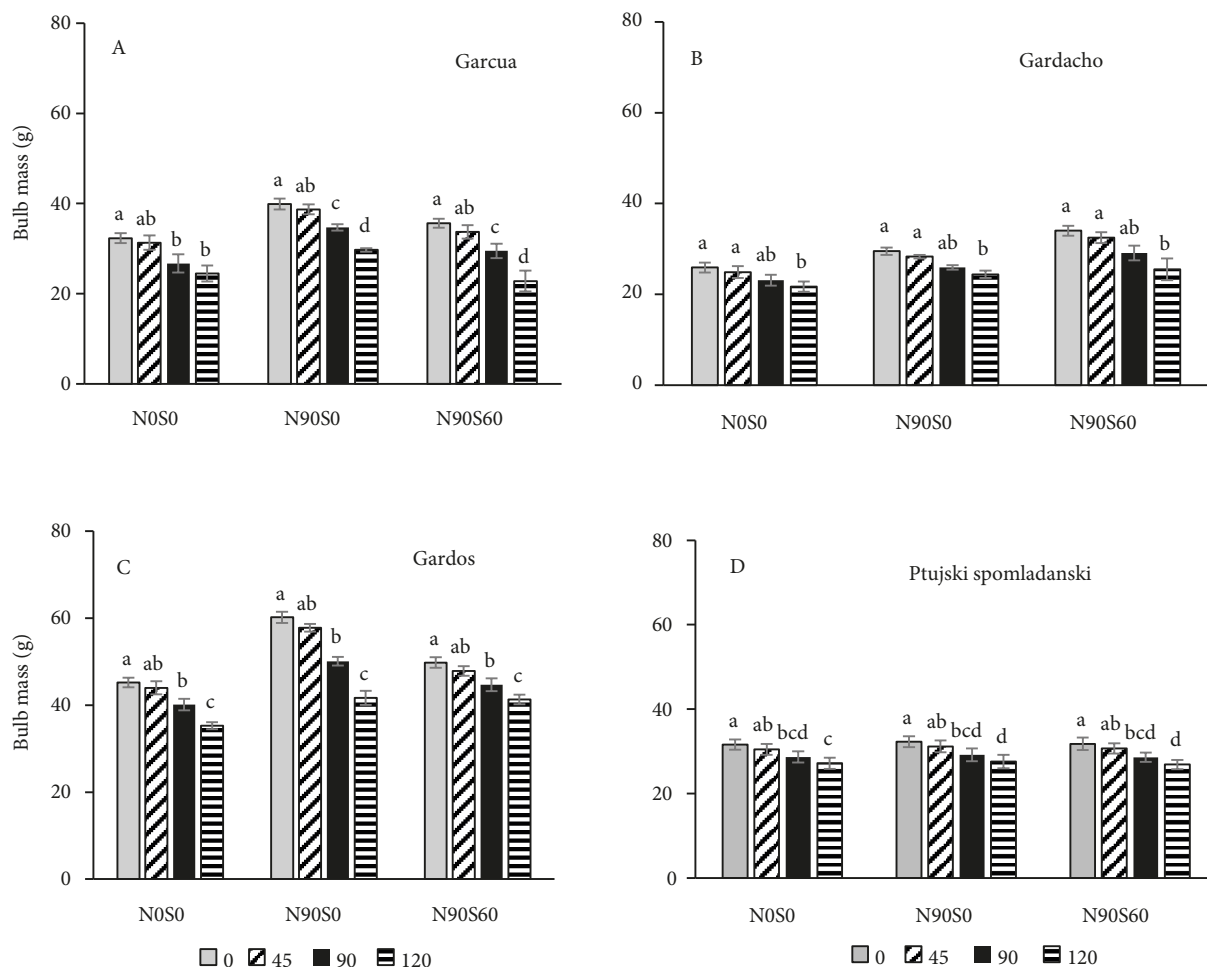 80
A
Garcua
60
Bulb mass (g)
40
a ab b b
a ab c d
a ab c d
20
0
N0S0 N90S0 N90S60
80
B
Gardacho
60
40
a a ab b
a a ab b
a a ab b
20
0
N0S0 N90S0 N90S60
80
C
Gardos
60
Bulb mass (g)
40
a ab b c
a ab b c
a ab b c
20
0
N0S0 N90S0 N90S60
0 45 90 120
80
D
Ptujski spomladanski
60
40
a ab bcd c
a ab bcd d
a ab bcd d
20
0
N0S0 N90S0 N90S60
0 45 90 120